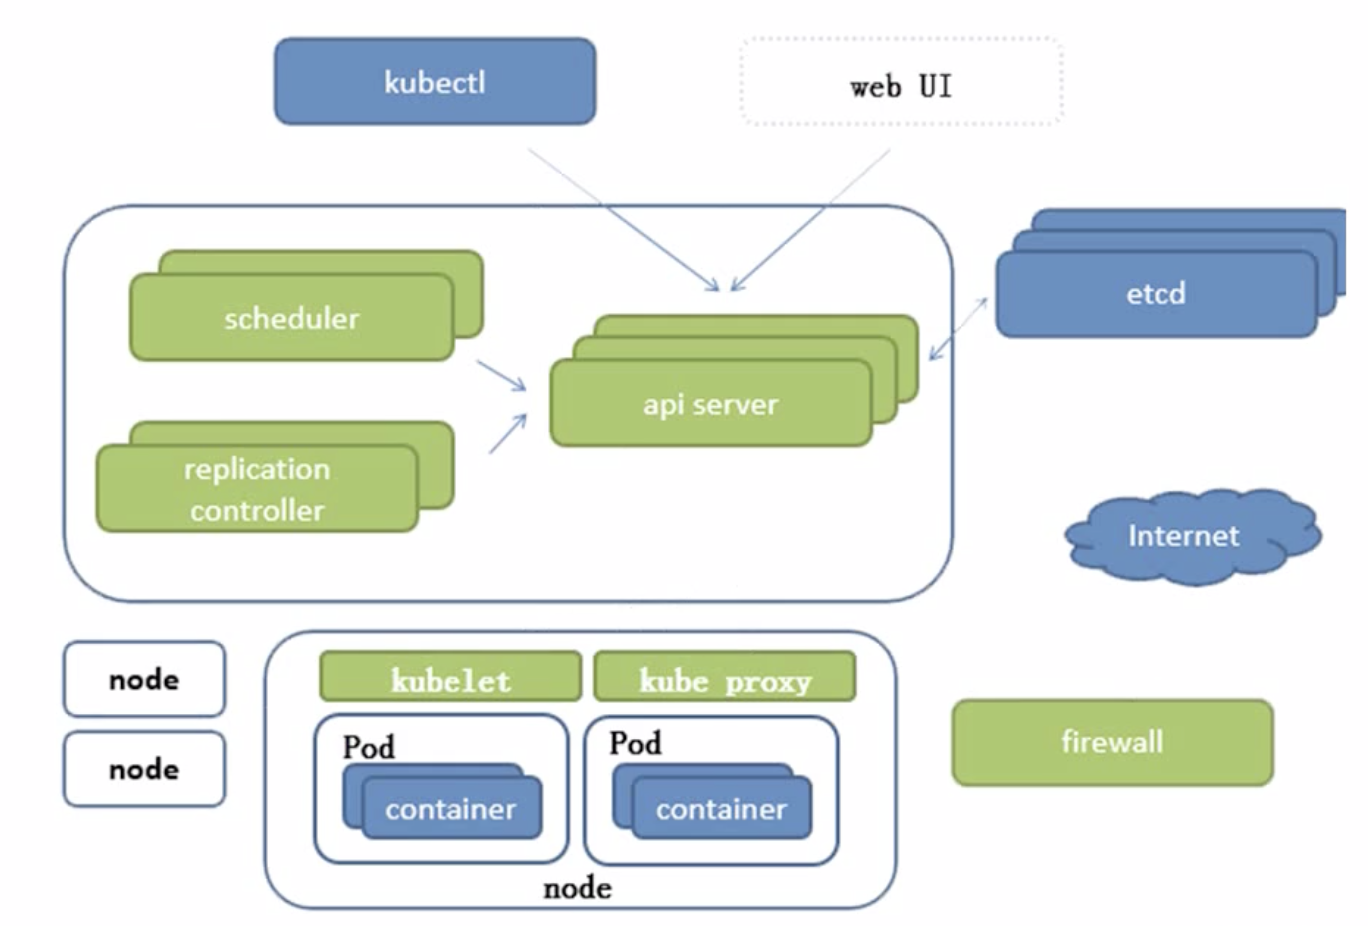 kubectl
web UI
scheduler
etcd
api server
replication
controller
Internet
node
kubelet
kube proxy
firewall
Pod
Pod
node
container
container
node